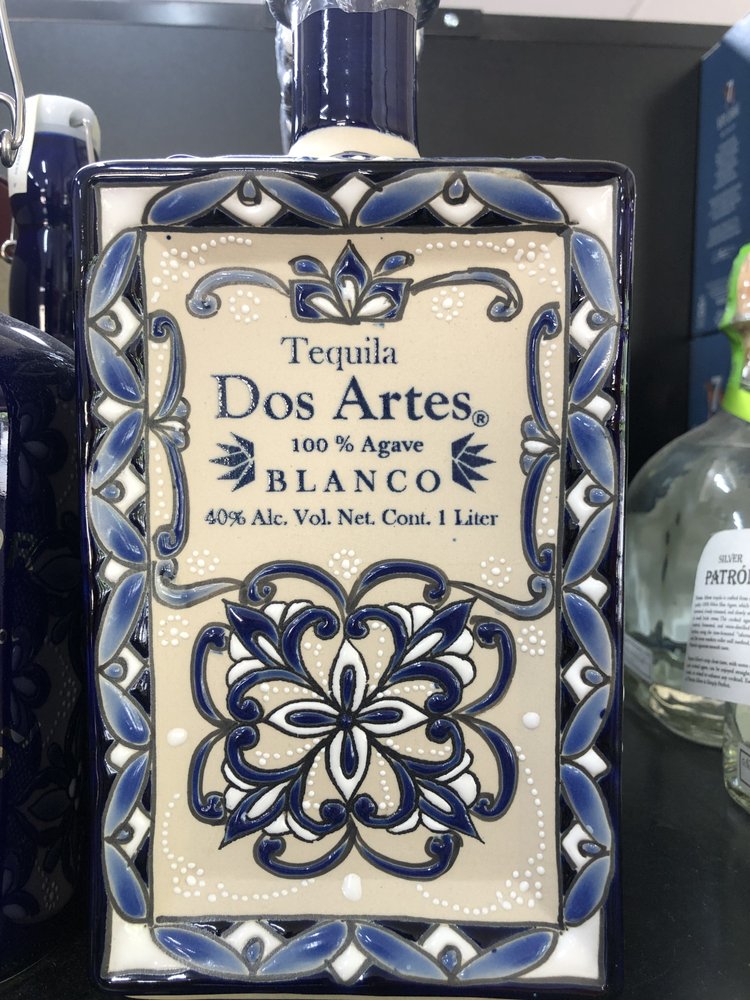 Tequila
Dos Artes®
100 % Agave
BLANCO
40% Alc. Vol. Net. Cont. 1 Liter
SILVER
PATRÓ